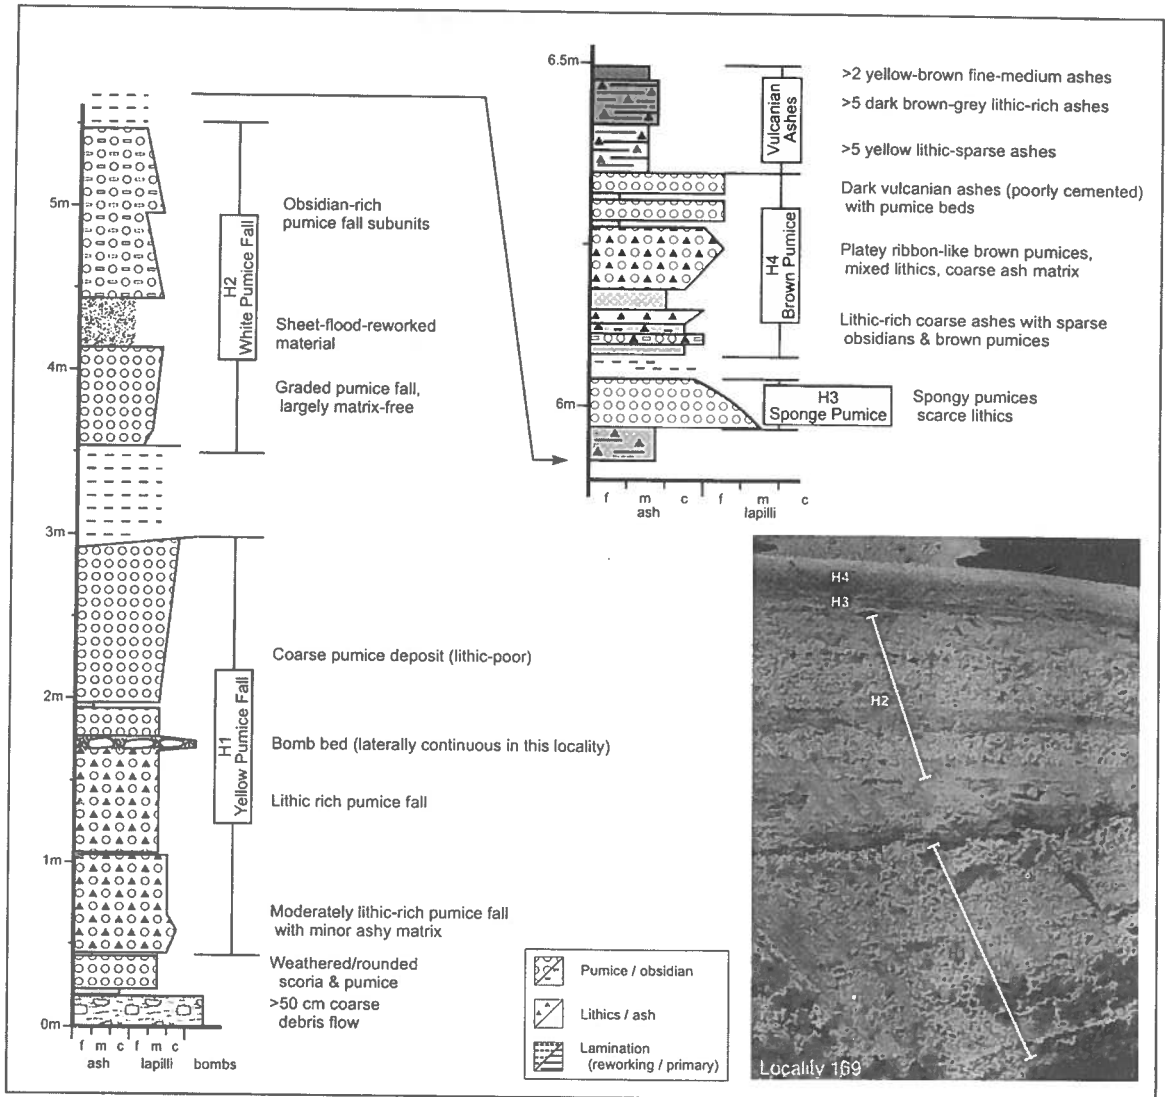 5m
4m
3m
2m
1m
0m
H2
White Pumice Fall
H1
Yellow Pumice Fall
Obsidian-rich
pumice fall subunits
Sheet-flood-reworked
material
Graded pumice fall,
largely matrix-free
Coarse pumice deposit (lithic-poor)
Bomb bed (laterally continuous in this locality)
Lithic rich pumice fall
Moderately lithic-rich pumice fall
with minor ashy matrix
Weathered/rounded
scoria & pumice
>50 cm coarse
debris flow
f m c f m c
ash lapilli bombs
6.5m
6m
Vulcanian
Ashes
H4
Brown Pumice
H3
Sponge Pumice
>2 yellow-brown fine-medium ashes
>5 dark brown-grey lithic-rich ashes
>5 yellow lithic-sparse ashes
Dark vulcanian ashes (poorly cemented)
with pumice beds
Platey ribbon-like brown pumices,
mixed lithics, coarse ash matrix
Lithic-rich coarse ashes with sparse
obsidians & brown pumices
Spongy pumices
scarce lithics
f m c f m c
ash lapilli
Pumice / obsidian
Lithics / ash
Lamination
(reworking / primary)
H4
H3
H2
Locality 169